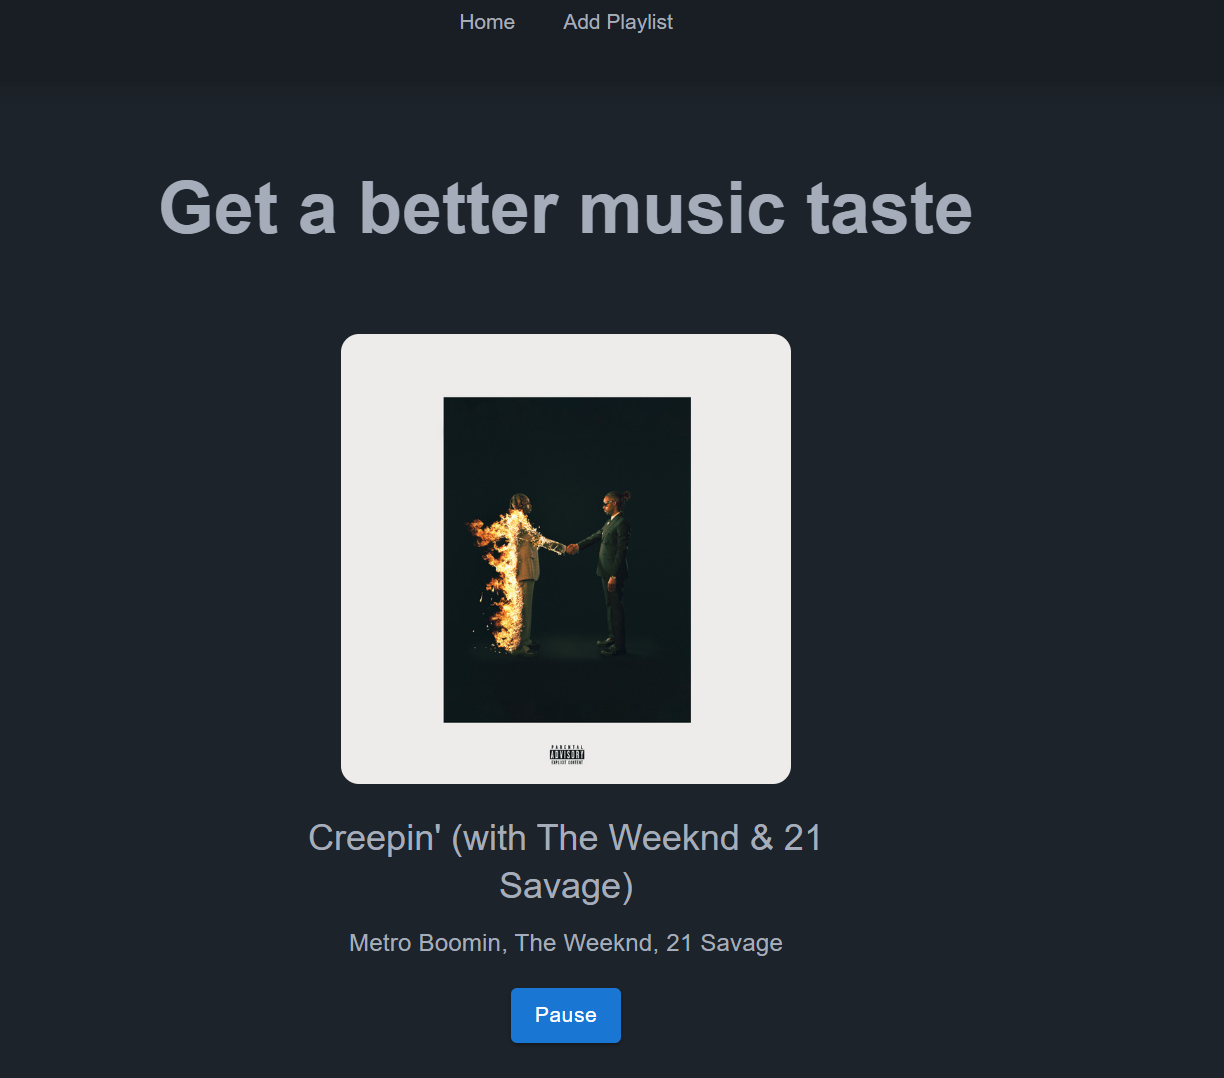 Home Add Playlist
Get a better music taste
PARENTAL
ADVISORY
EXPLICIT CONTENT
Creepin' (with The Weeknd & 21
Savage)
Metro Boomin, The Weeknd, 21 Savage
Pause